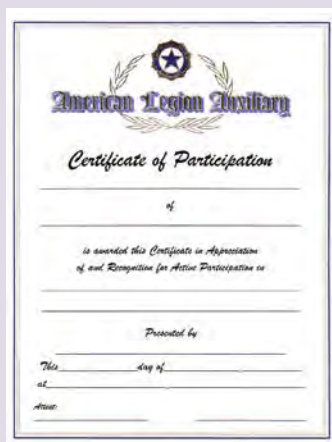 American Legion Auxiliary
Certificate of Participation
of
is awarded this Certificate in Appreciation
of and Recognition for Active Participation in
Presented by
This day of
at
Attest: